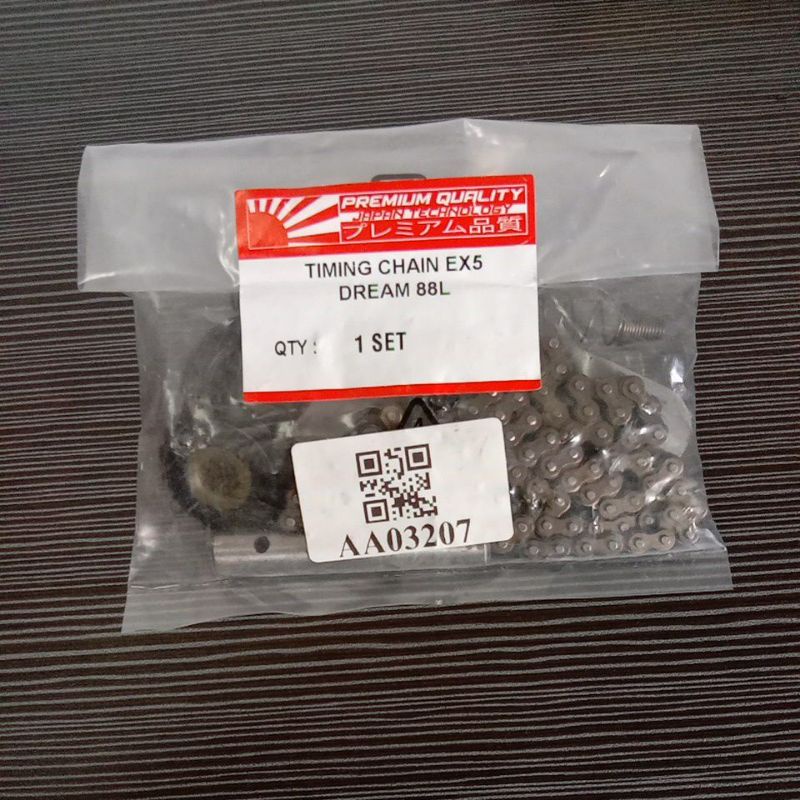 PREMIUM QUALITY
JAPAN TECHNOLOGY
プレミアム品質
TIMING CHAIN EX5
DREAM 88L
QTY : 1 SET
AA03207